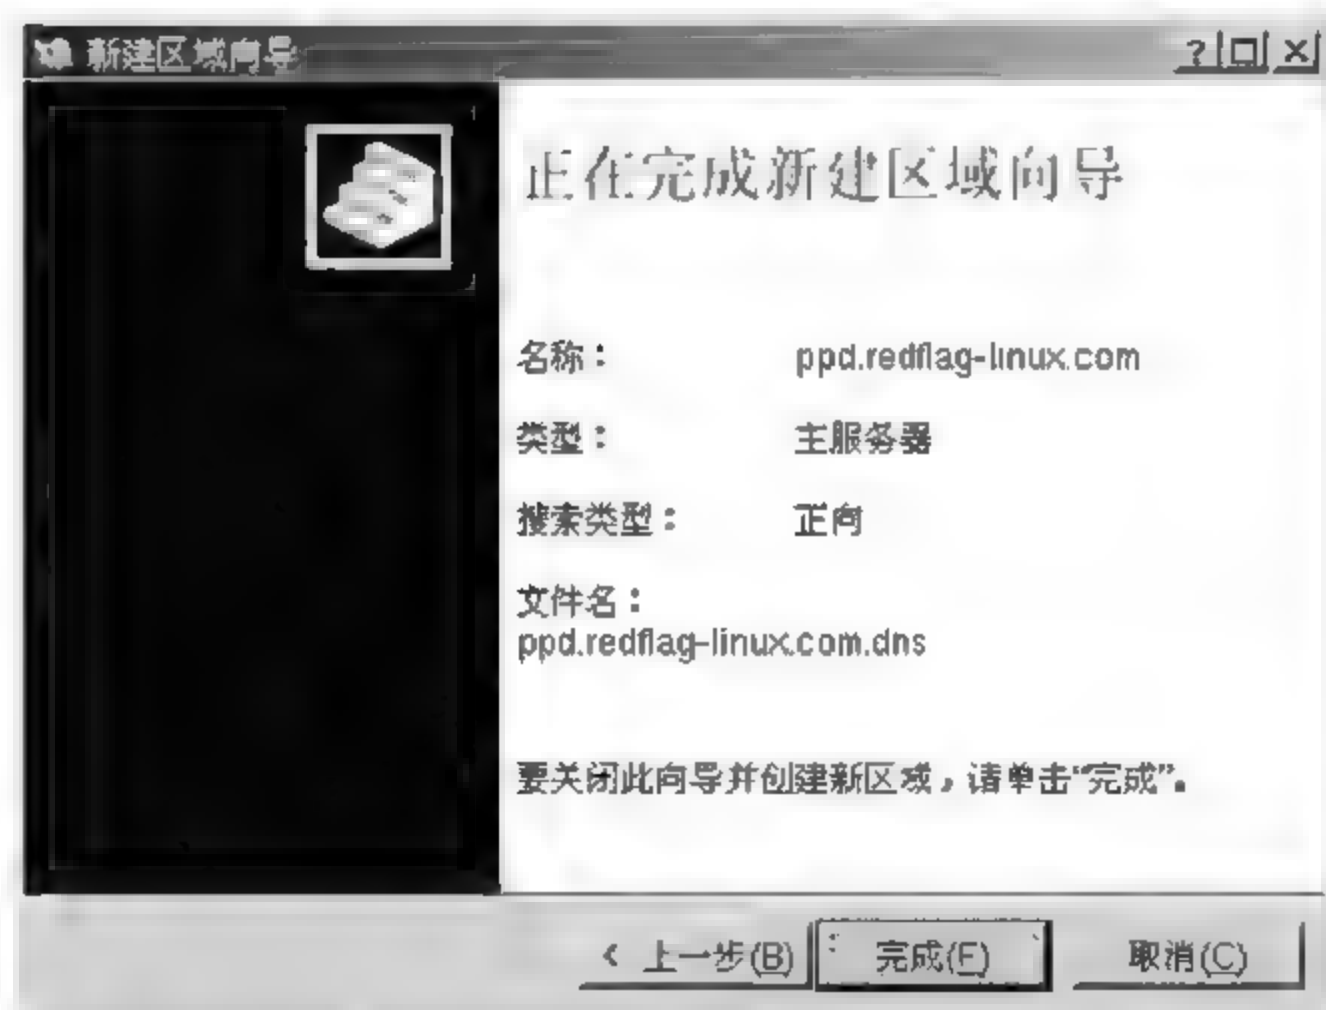 新建区域向导
正在完成新建区域向导
名称： ppd.redflag-linux.com
类型： 主服务器
搜索类型： 正向
文件名：
ppd.redflag-linux.com.dns
要关闭此向导并创建新区域，请单击“完成”。
< 上一步(B) 完成(F) 取消(C)